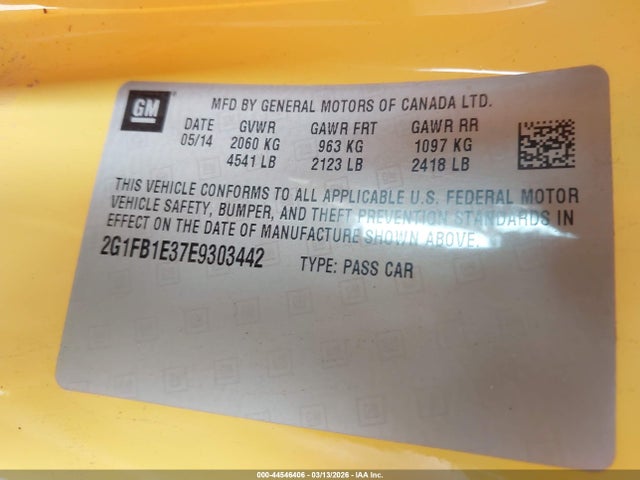 GM
MFD BY GENERAL MOTORS OF CANADA LTD.
DATE GVWR GAWR FRT GAWR RR
05/14 2060 KG 963 KG 1097 KG
4541 LB 2123 LB 2418 LB
THIS VEHICLE CONFORMS TO ALL APPLICABLE U.S. FEDERAL MOTOR
VEHICLE SAFETY, BUMPER, AND THEFT PREVENTION STANDARDS IN
EFFECT ON THE DATE OF MANUFACTURE SHOWN ABOVE.
2G1FB1E37E9303442 TYPE: PASS CAR
000-44546406 - 03/13/2026 - IAA Inc.